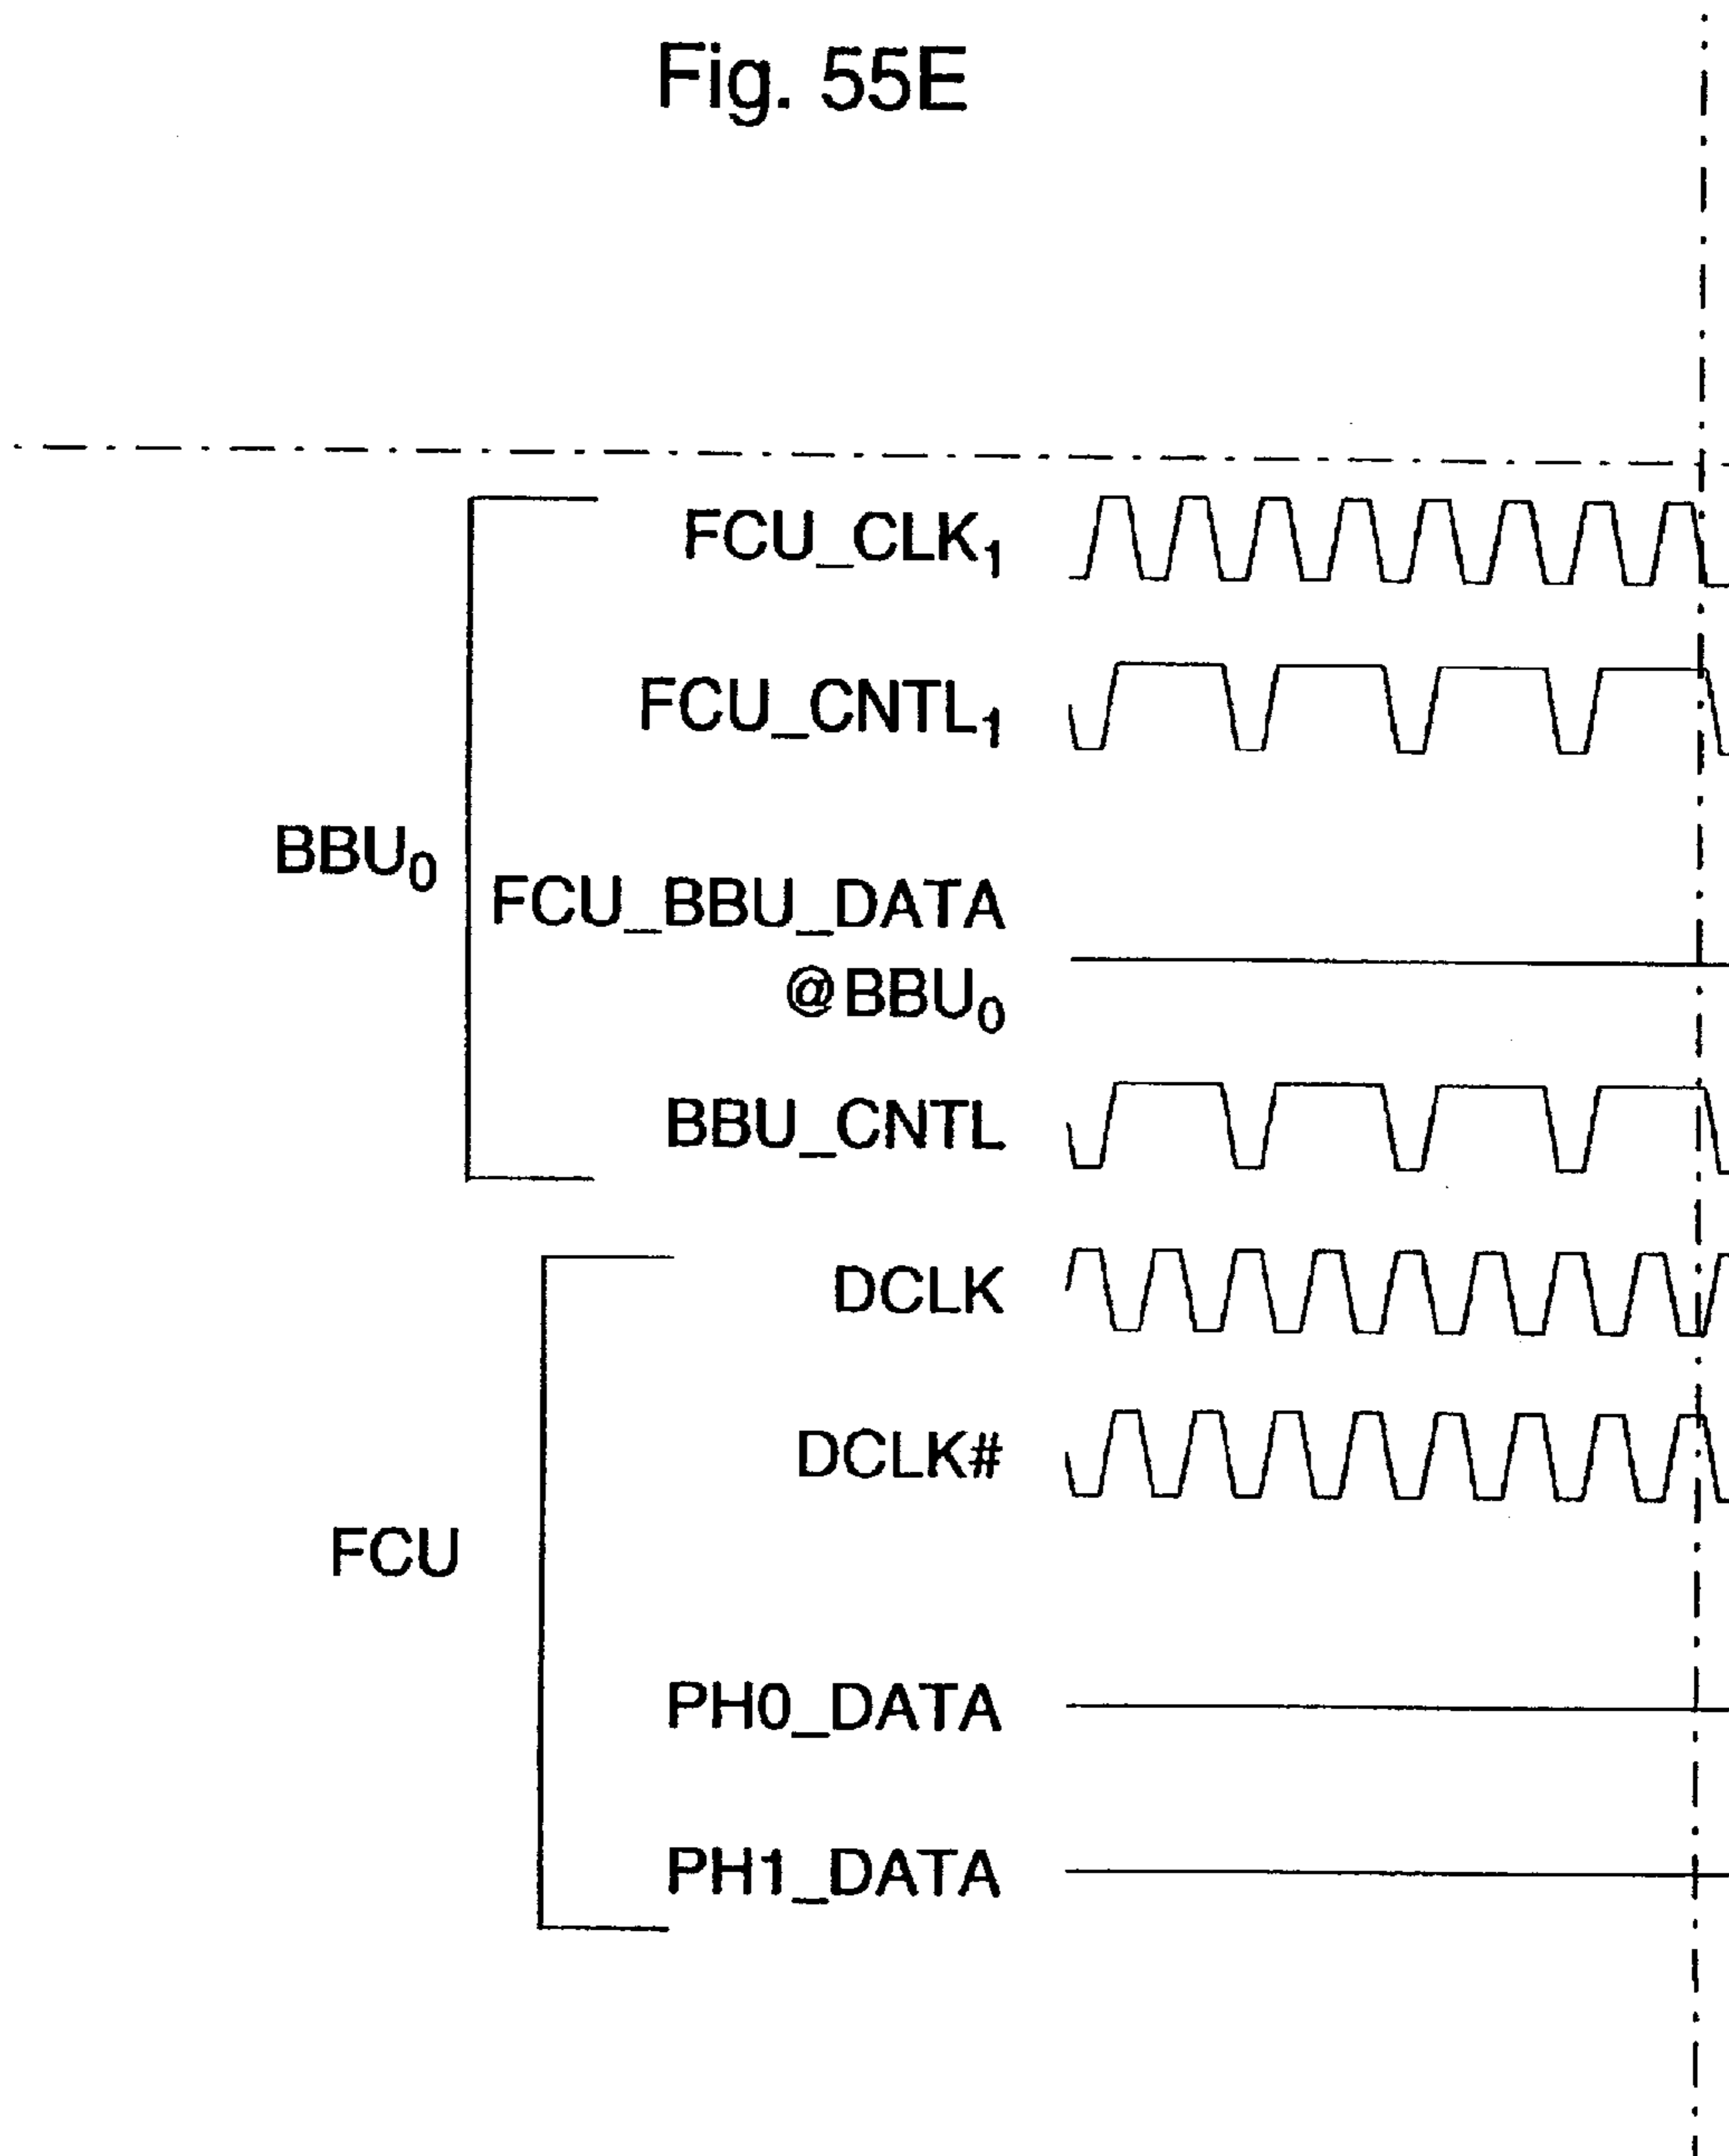 Fig. 55E
FCU_CLK₁
FCU_CNTL₁
BBU₀
FCU_BBU_DATA
@BBU₀
BBU_CNTL
DCLK
DCLK#
FCU
PH0_DATA
PH1_DATA